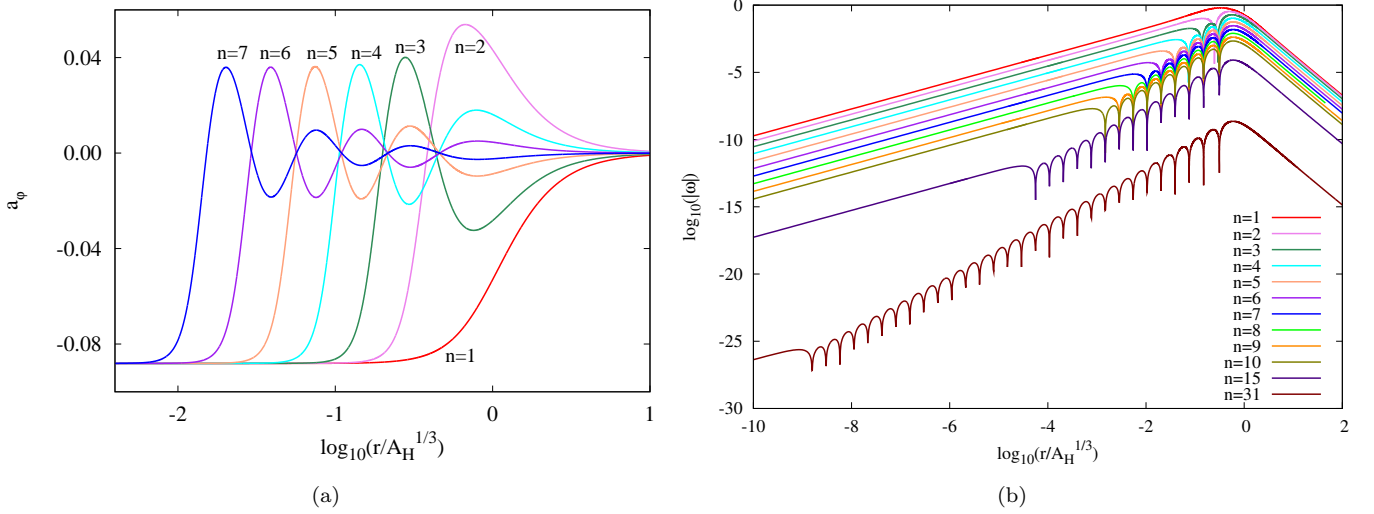 0.04
0.00
-0.04
-0.08
a_φ
n=7
n=6
n=5
n=4
n=3
n=2
n=1
-2
-1
0
1
log₁₀(r/A_H^1/3)
(a)
0
-5
-10
-15
-20
-25
-30
log₁₀(|ω|)
n=1
n=2
n=3
n=4
n=5
n=6
n=7
n=8
n=9
n=10
n=15
n=31
-10
-8
-6
-4
-2
0
2
log₁₀(r/A_H^1/3)
(b)